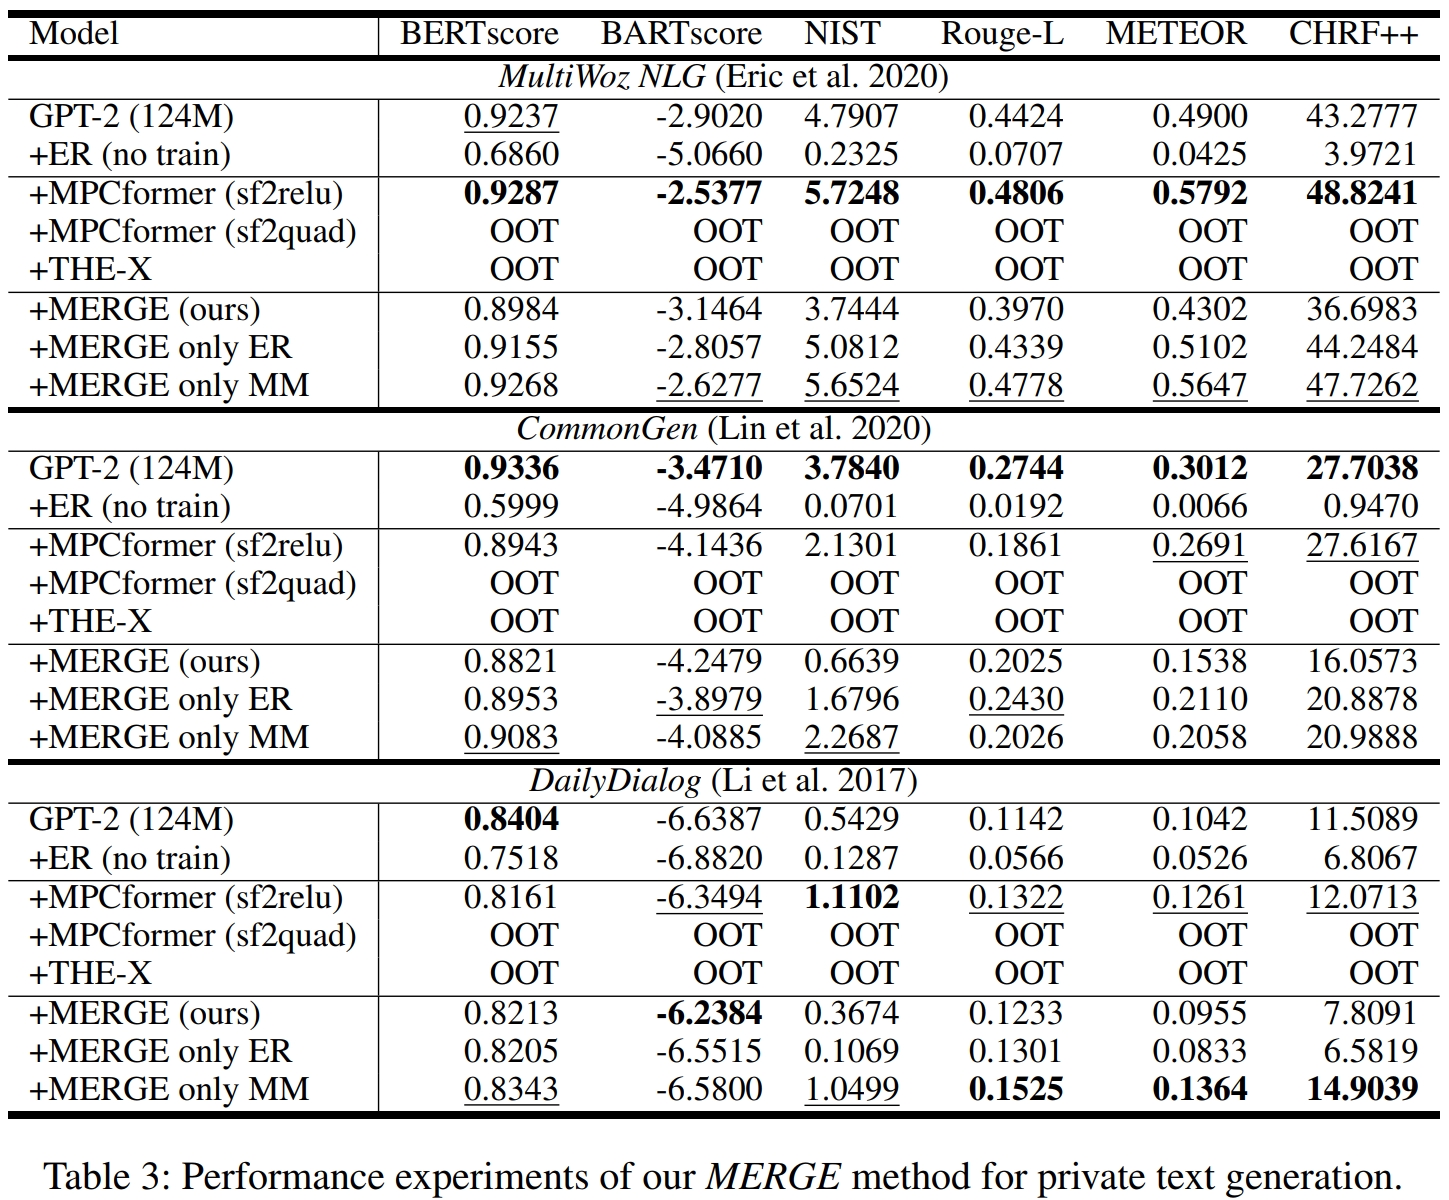 Model BERTscore BARTscore NIST Rouge-L METEOR CHRF++
MultiWoz NLG (Eric et al. 2020)
GPT-2 (124M) 0.9237 -2.9020 4.7907 0.4424 0.4900 43.2777
+ER (no train) 0.6860 -5.0660 0.2325 0.0707 0.0425 3.9721
+MPCformer (sf2relu) 0.9287 -2.5377 5.7248 0.4806 0.5792 48.8241
+MPCformer (sf2quad) OOT OOT OOT OOT OOT OOT
+THE-X OOT OOT OOT OOT OOT OOT
+MERGE (ours) 0.8984 -3.1464 3.7444 0.3970 0.4302 36.6983
+MERGE only ER 0.9155 -2.8057 5.0812 0.4339 0.5102 44.2484
+MERGE only MM 0.9268 -2.6277 5.6524 0.4778 0.5647 47.7262
CommonGen (Lin et al. 2020)
GPT-2 (124M) 0.9336 -3.4710 3.7840 0.2744 0.3012 27.7038
+ER (no train) 0.5999 -4.9864 0.0701 0.0192 0.0066 0.9470
+MPCformer (sf2relu) 0.8943 -4.1436 2.1301 0.1861 0.2691 27.6167
+MPCformer (sf2quad) OOT OOT OOT OOT OOT OOT
+THE-X OOT OOT OOT OOT OOT OOT
+MERGE (ours) 0.8821 -4.2479 0.6639 0.2025 0.1538 16.0573
+MERGE only ER 0.8953 -3.8979 1.6796 0.2430 0.2110 20.8878
+MERGE only MM 0.9083 -4.0885 2.2687 0.2026 0.2058 20.9888
DailyDialog (Li et al. 2017)
GPT-2 (124M) 0.8404 -6.6387 0.5429 0.1142 0.1042 11.5089
+ER (no train) 0.7518 -6.8820 0.1287 0.0566 0.0526 6.8067
+MPCformer (sf2relu) 0.8161 -6.3494 1.1102 0.1322 0.1261 12.0713
+MPCformer (sf2quad) OOT OOT OOT OOT OOT OOT
+THE-X OOT OOT OOT OOT OOT OOT
+MERGE (ours) 0.8213 -6.2384 0.3674 0.1233 0.0955 7.8091
+MERGE only ER 0.8205 -6.5515 0.1069 0.1301 0.0833 6.5819
+MERGE only MM 0.8343 -6.5800 1.0499 0.1525 0.1364 14.9039
Table 3: Performance experiments of our MERGE method for private text generation.